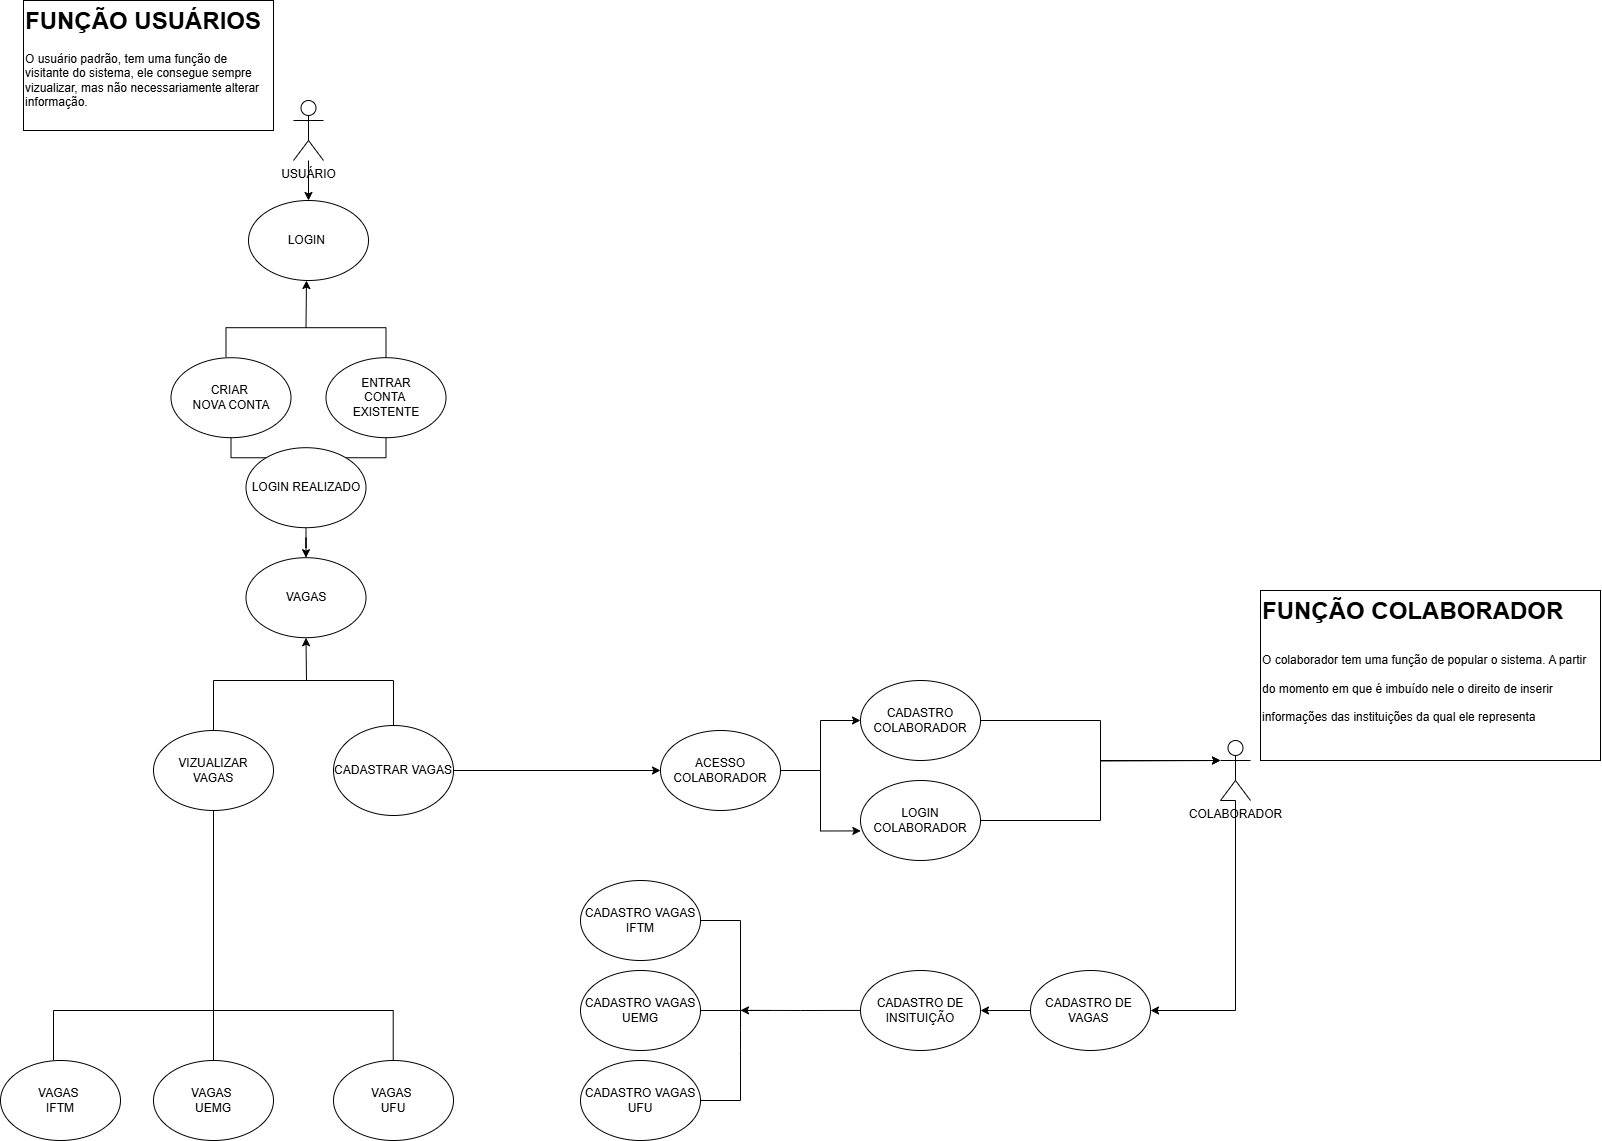 FUNÇÃO USUÁRIOS
O usuário padrão, tem uma função de
visitante do sistema, ele consegue sempre
vizualizar, mas não necessariamente alterar
informação.
USUÁRIO
LOGIN
CRIAR
NOVA CONTA
ENTRAR
CONTA
EXISTENTE
LOGIN REALIZADO
VAGAS
FUNÇÃO COLABORADOR
O colaborador tem uma função de popular o sistema. A partir
do momento em que é imbuído nele o direito de inserir
informações das instituições da qual ele representa
VIZUALIZAR
VAGAS
CADASTRAR VAGAS
ACESSO
COLABORADOR
CADASTRO
COLABORADOR
LOGIN
COLABORADOR
COLABORADOR
CADASTRO VAGAS
IFTM
CADASTRO VAGAS
UEMG
CADASTRO VAGAS
UFU
CADASTRO DE
INSITUIÇÃO
CADASTRO DE
VAGAS
VAGAS
IFTM
VAGAS
UEMG
VAGAS
UFU